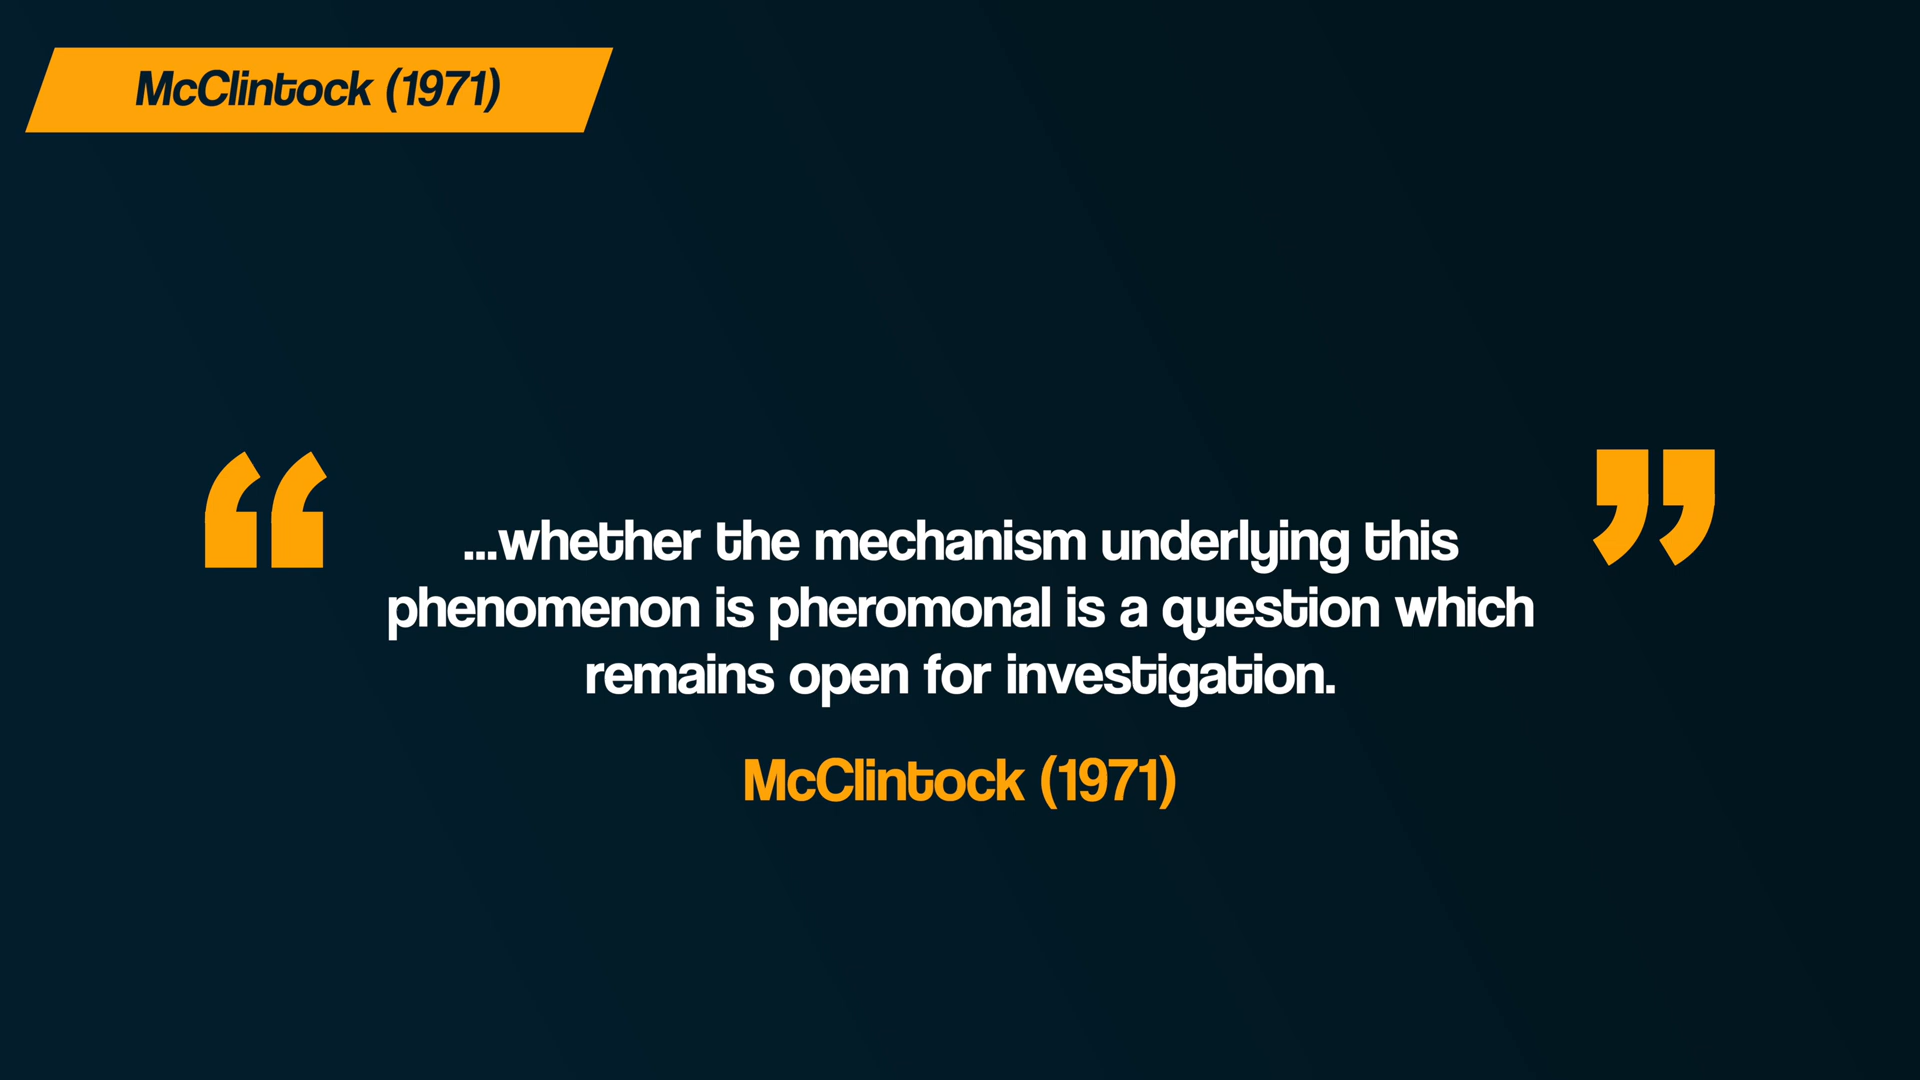 McClintock (1971)
“ ”
...whether the mechanism underlying this
phenomenon is pheromonal is a question which
remains open for investigation.
McClintock (1971)